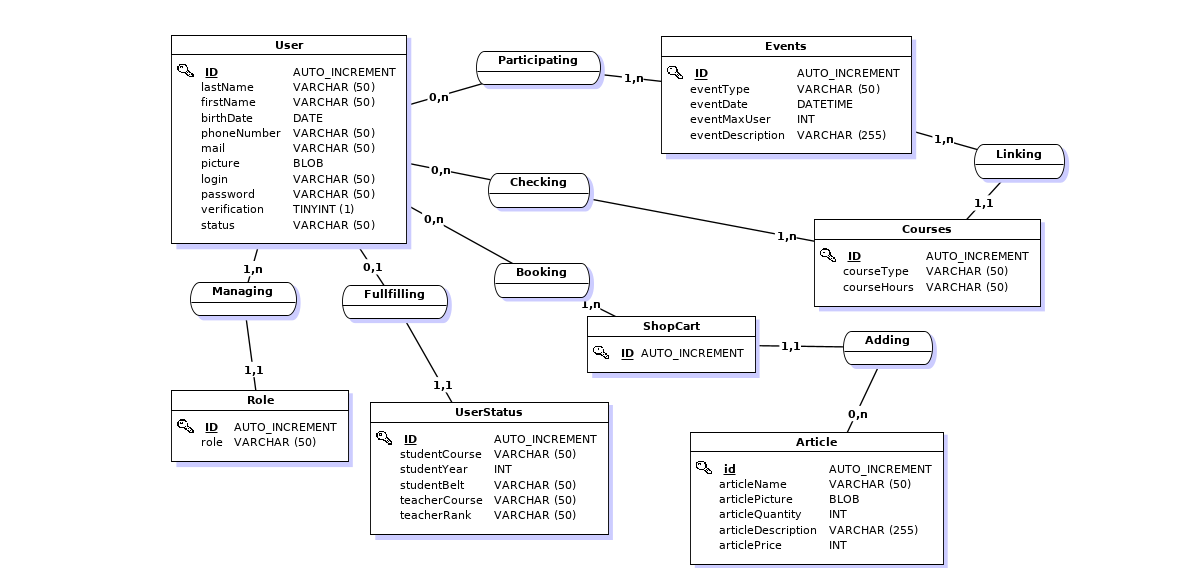 User
ID AUTO_INCREMENT
lastName VARCHAR (50)
firstName VARCHAR (50)
birthDate DATE
phoneNumber VARCHAR (50)
mail VARCHAR (50)
picture BLOB
login VARCHAR (50)
password VARCHAR (50)
verification TINYINT (1)
status VARCHAR (50)
0,n
Participating
1,n
Events
ID AUTO_INCREMENT
eventType VARCHAR (50)
eventDate DATETIME
eventMaxUser INT
eventDescription VARCHAR (255)
1,n
Linking
1,1
0,n
Checking
1,n
Courses
ID AUTO_INCREMENT
courseType VARCHAR (50)
courseHours VARCHAR (50)
0,n
Booking
1,n
ShopCart
ID AUTO_INCREMENT
1,1
Adding
0,n
Article
id AUTO_INCREMENT
articleName VARCHAR (50)
articlePicture BLOB
articleQuantity INT
articleDescription VARCHAR (255)
articlePrice INT
1,n
Managing
1,1
Role
ID AUTO_INCREMENT
role VARCHAR (50)
0,1
Fullfilling
1,1
UserStatus
ID AUTO_INCREMENT
studentCourse VARCHAR (50)
studentYear INT
studentBelt VARCHAR (50)
teacherCourse VARCHAR (50)
teacherRank VARCHAR (50)